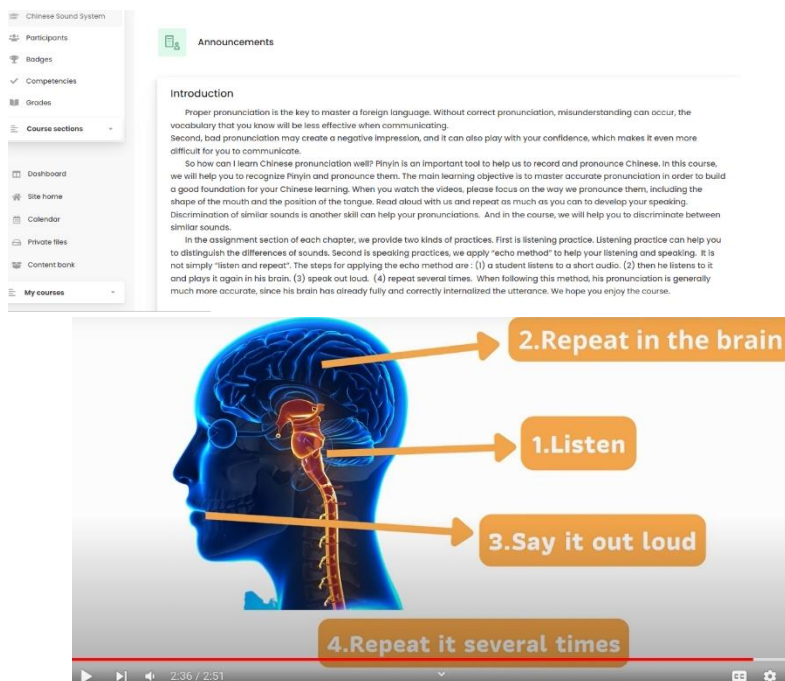 Chinese Sound System
Participants
Badges
Competencies
Grades
Course sections
Dashboard
Site home
Calendar
Private files
Content bank
My courses
Announcements
Introduction
Proper pronunciation is the key to master a foreign language. Without correct pronunciation, misunderstanding can occur, the
vocabulary that you know will be less effective when communicating.
Second, bad pronunciation may create a negative impression, and it can also play with your confidence, which makes it even more
difficult for you to communicate.
So how can I learn Chinese pronunciation well? Pinyin is an important tool to help us to record and pronounce Chinese. In this course,
we will help you to recognize Pinyin and pronounce them. The main learning objective is to master accurate pronunciation in order to build
a good foundation for your Chinese learning. When you watch the videos, please focus on the way we pronounce them, including the
shape of the mouth and the position of the tongue. Read aloud with us and repeat as much as you can to develop your speaking.
Discrimination of similar sounds is another skill can help your pronunciations. And in the course, we will help you to discriminate between
similar sounds.
In the assignment section of each chapter, we provide two kinds of practices. First is listening practice. Listening practice can help you
to distinguish the differences of sounds. Second is speaking practices, we apply "echo method" to help your listening and speaking. It is
not simply "listen and repeat". The steps for applying the echo method are : (1) a student listens to a short audio. (2) then he listens to it
and plays it again in his brain. (3) speak out loud. (4) repeat several times. When following this method, his pronunciation is generally
much more accurate, since his brain has already fully and correctly internalized the utterance. We hope you enjoy the course.
2.Repeat in the brain
1.Listen
3.Say it out loud
4.Repeat it several times
2:36 / 2:51
CC